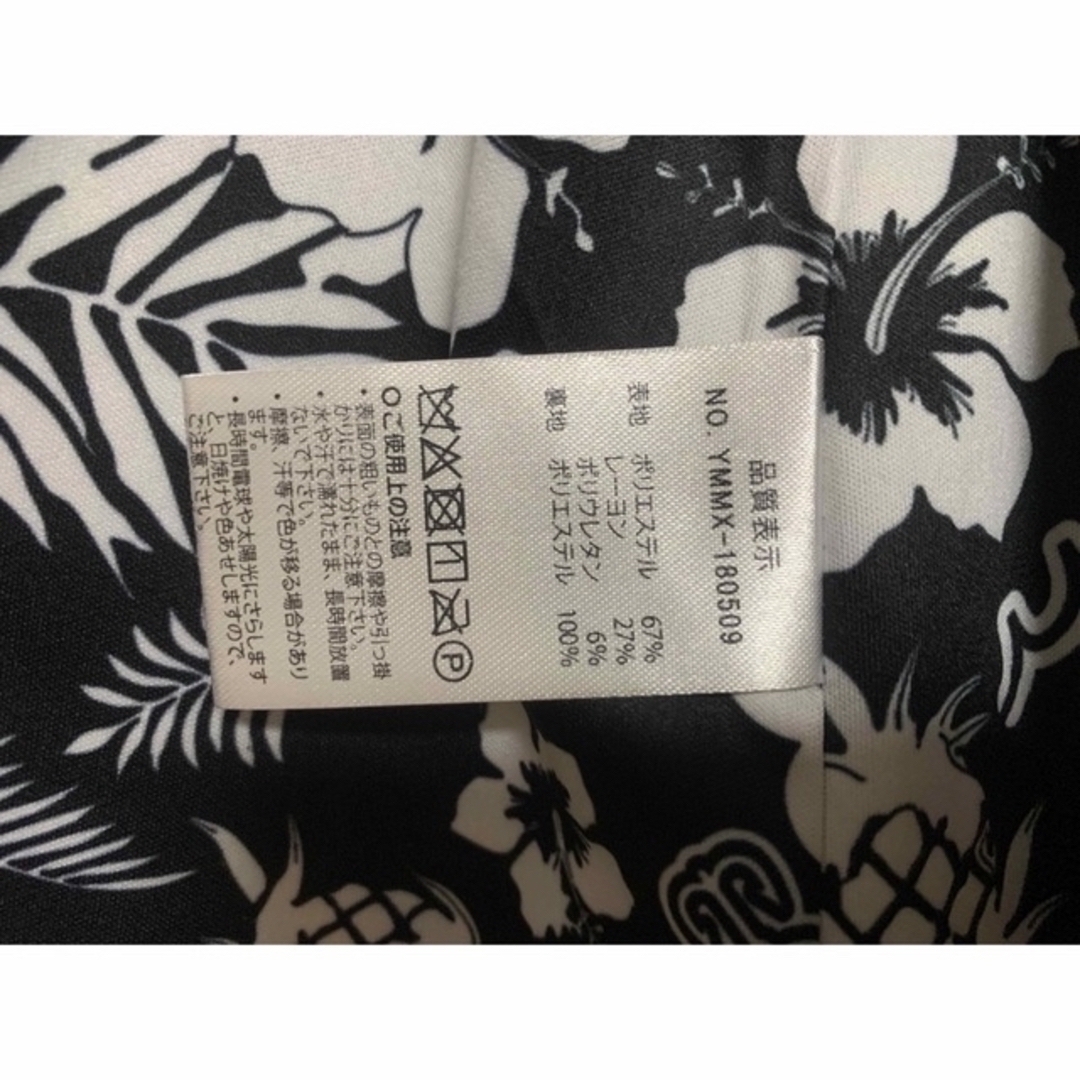 品質表示
NO. YMMX-180509
表地 ポリエステル 67%
レーヨン 27%
ポリウレタン 6%
裏地 ポリエステル 100%
P
○ご使用上の注意
・表面の粗いものとの摩擦や引っ掛
かりには十分にご注意下さい。
・水や汗で濡れたまま、長時間放置
ないで下さい。
・摩擦、汗等で色が移る場合があり
ます。
・長時間電球や太陽光にさらします
と、日焼けや色あせしますので、
ご注意下さい。